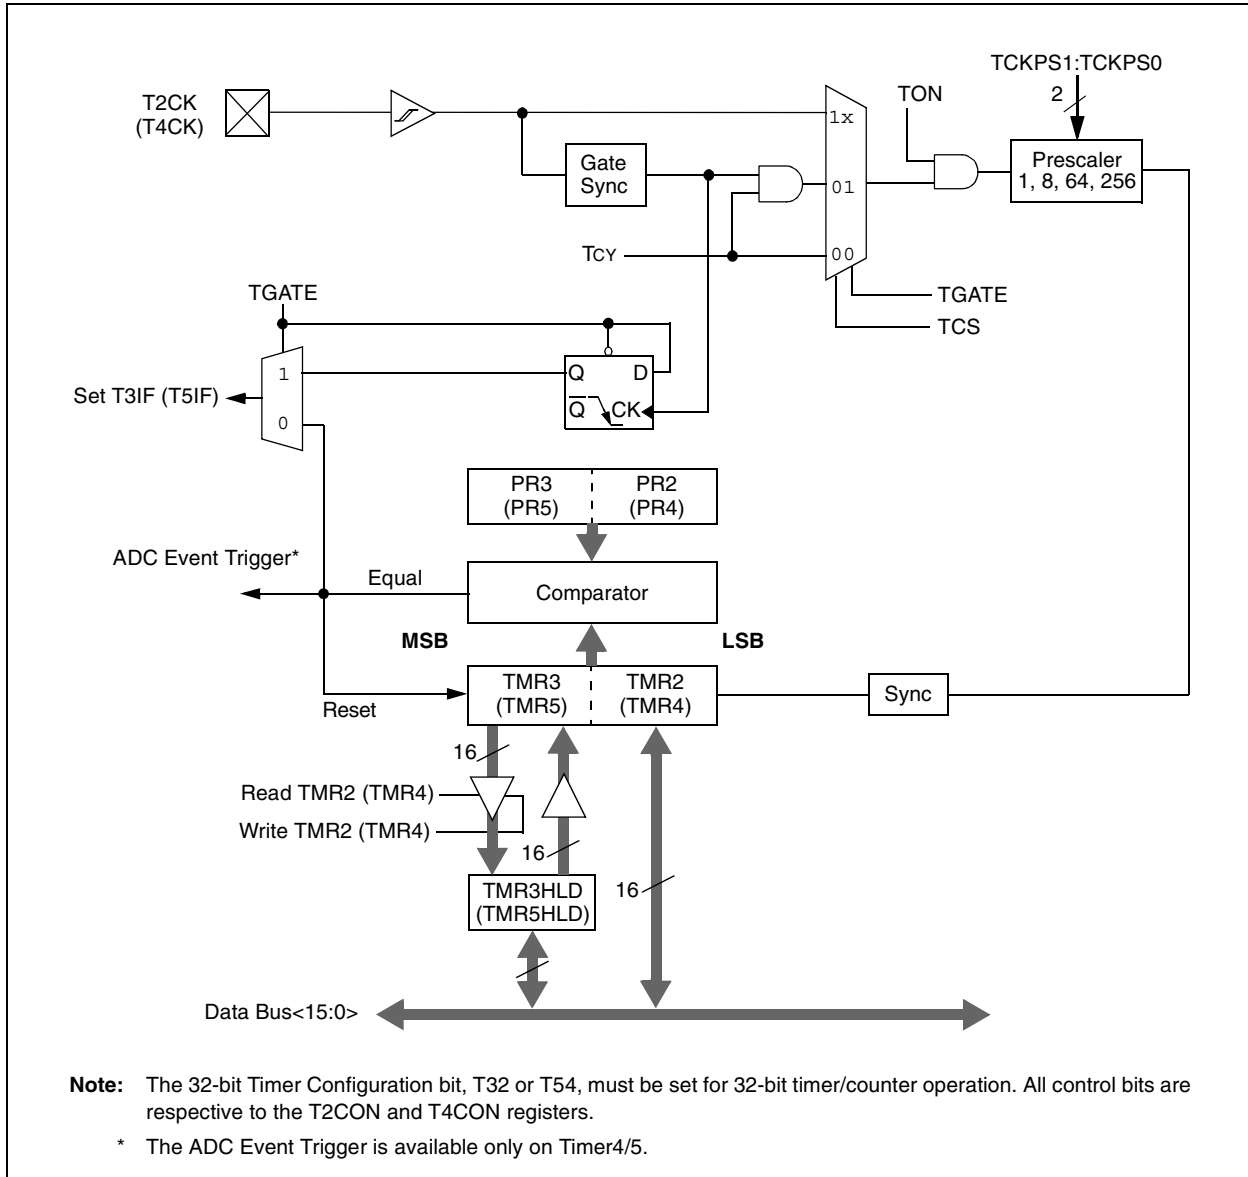 TCKPS1:TCKPS0
2
T2CK
(T4CK)
TON
1x
Gate
Sync
Prescaler
1, 8, 64, 256
01
TCY
00
TGATE
TCS
TGATE
1
Q
D
Set T3IF (T5IF)
0
Q
CK
PR3
(PR5)
PR2
(PR4)
ADC Event Trigger*
Equal
Comparator
MSB
LSB
TMR3
(TMR5)
TMR2
(TMR4)
Sync
Reset
16
Read TMR2 (TMR4)
Write TMR2 (TMR4)
16
TMR3HLD
(TMR5HLD)
16
Data Bus<15:0>
Note: The 32-bit Timer Configuration bit, T32 or T54, must be set for 32-bit timer/counter operation. All control bits are
respective to the T2CON and T4CON registers.
* The ADC Event Trigger is available only on Timer4/5.